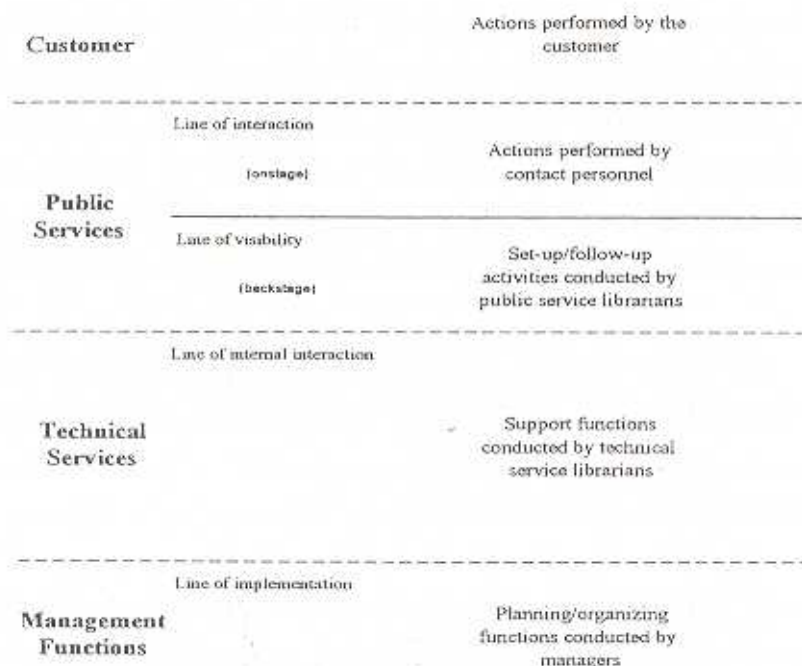 Customer
Actions performed by the
customer
Line of interaction
(onstage)
Actions performed by
contact personnel
Public
Services
Line of visibility
(backstage)
Set-up/follow-up
activities conducted by
public service librarians
Line of internal interaction
Technical
Services
Support functions
conducted by technical
service librarians
Line of implementation
Management
Functions
Planning/organizing
functions conducted by
managers